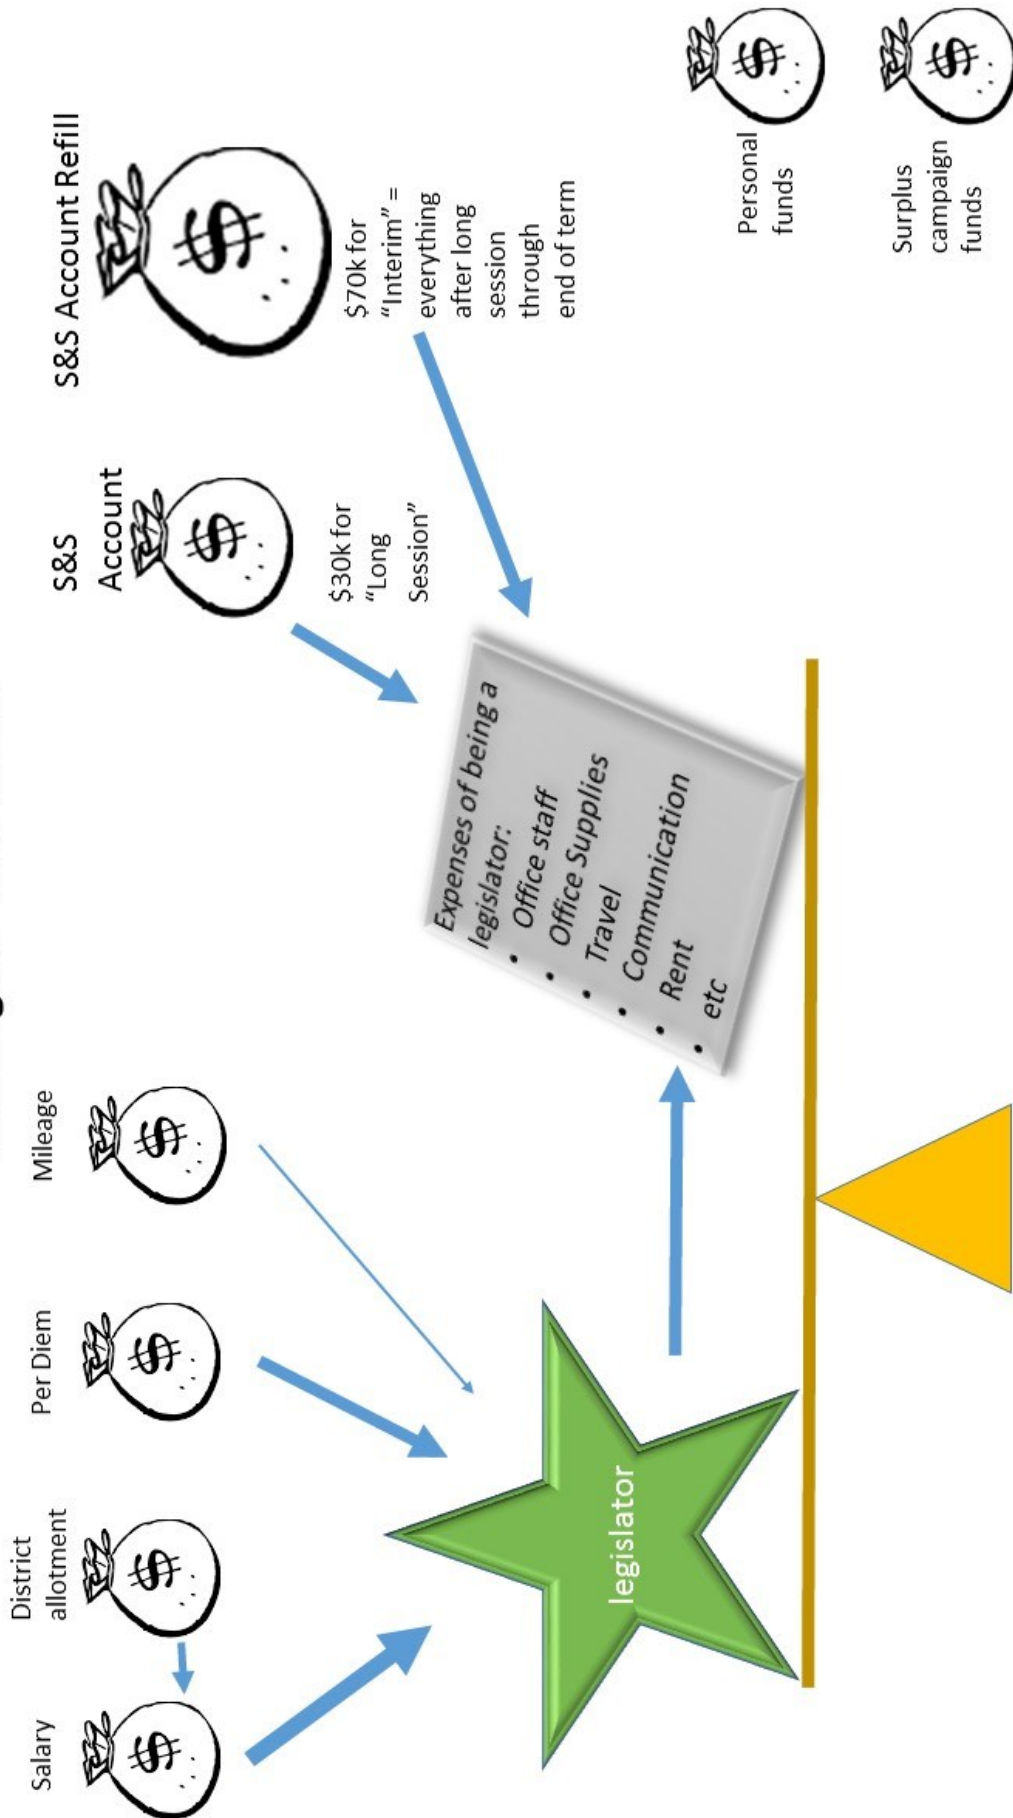 Salary
District
allotment
Per Diem
Mileage
S&S
Account
$30k for
“Long
Session”
S&S Account Refill
$70k for
“Interim” =
everything
after long
session
through
end of term
legislator
Expenses of being a
legislator:
• Office staff
• Office Supplies
• Travel
• Communication
• Rent
• etc
Personal
funds
Surplus
campaign
funds